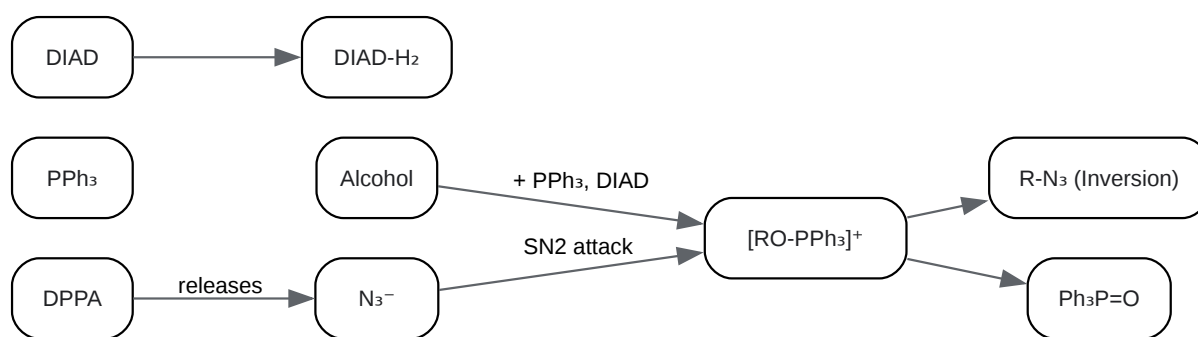 DIAD
DIAD-H₂
PPh₃
Alcohol
+ PPh₃, DIAD
R-N₃ (Inversion)
[RO-PPh₃]⁺
SN2 attack
DPPA
releases
N₃⁻
Ph₃P=O